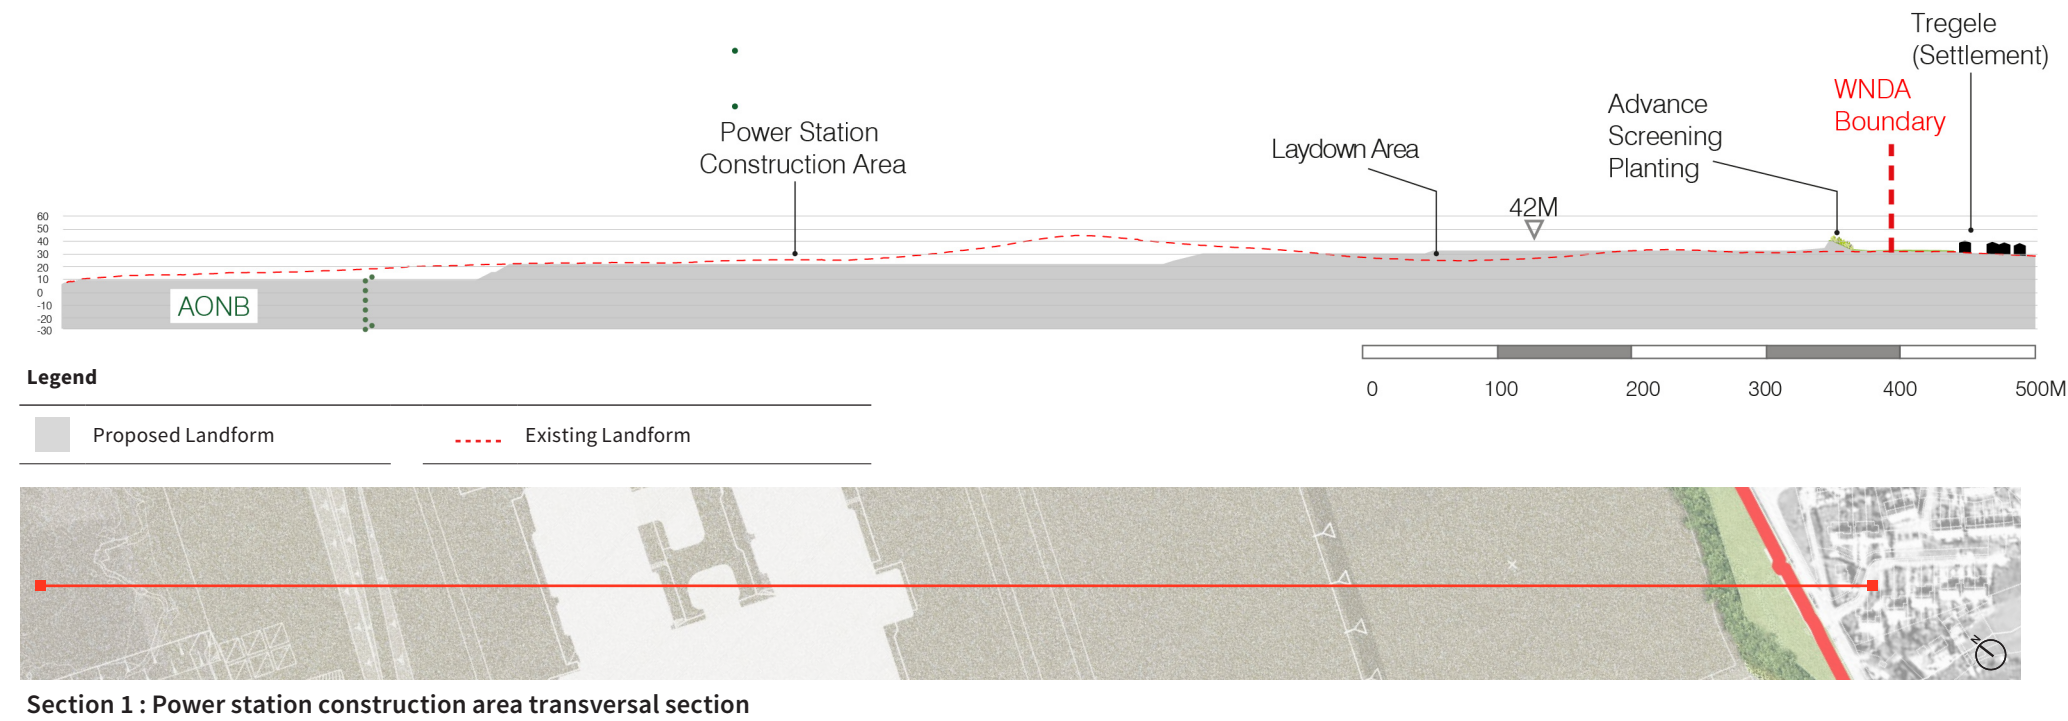 Tregele
(Settlement)
WNDA
Boundary
Advance
Screening
Planting
Power Station
Construction Area
Laydown Area
42M
60
50
40
30
20
10
0
-10
-20
-30
AONB
0 100 200 300 400 500M
Legend
Proposed Landform Existing Landform
N
Section 1 : Power station construction area transversal section